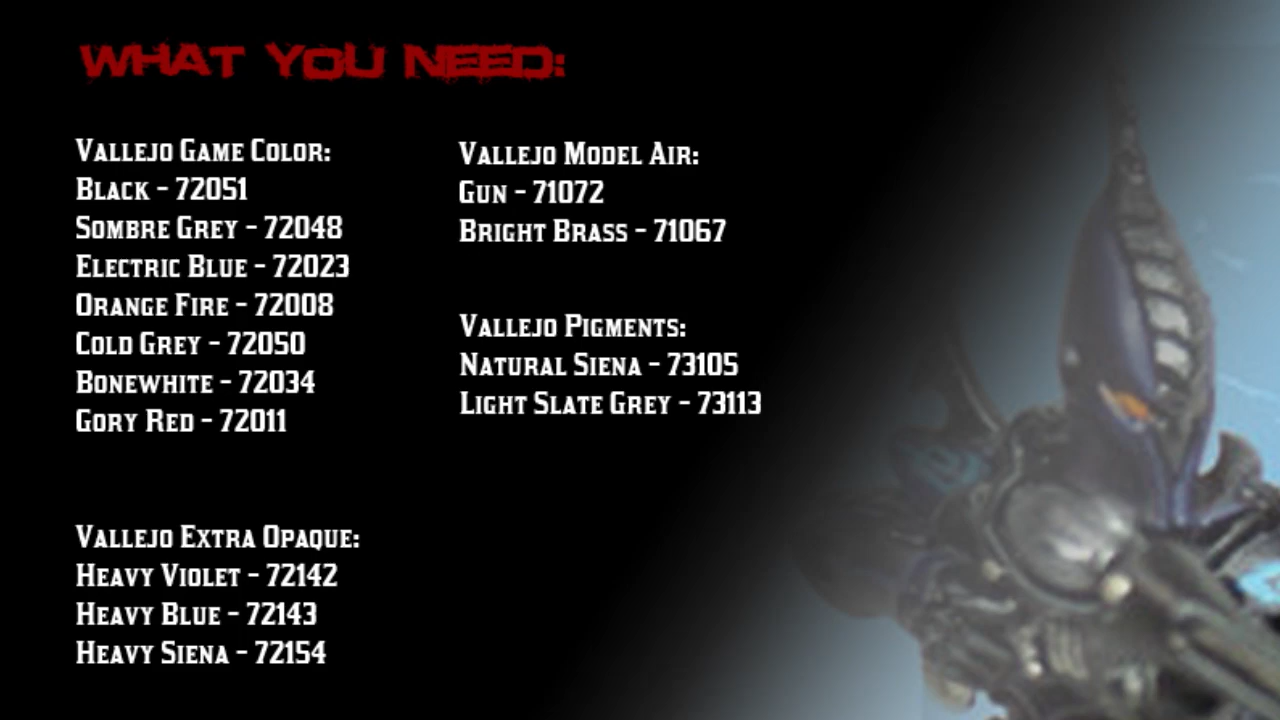 WHAT YOU NEED:
Vallejo Game Color:
Black - 72051
Sombre Grey - 72048
Electric Blue - 72023
Orange Fire - 72008
Cold Grey - 72050
Bonewhite - 72034
Gory Red - 72011
Vallejo Extra Opaque:
Heavy Violet - 72142
Heavy Blue - 72143
Heavy Siena - 72154
Vallejo Model Air:
Gun - 71072
Bright Brass - 71067
Vallejo Pigments:
Natural Siena - 73105
Light Slate Grey - 73113